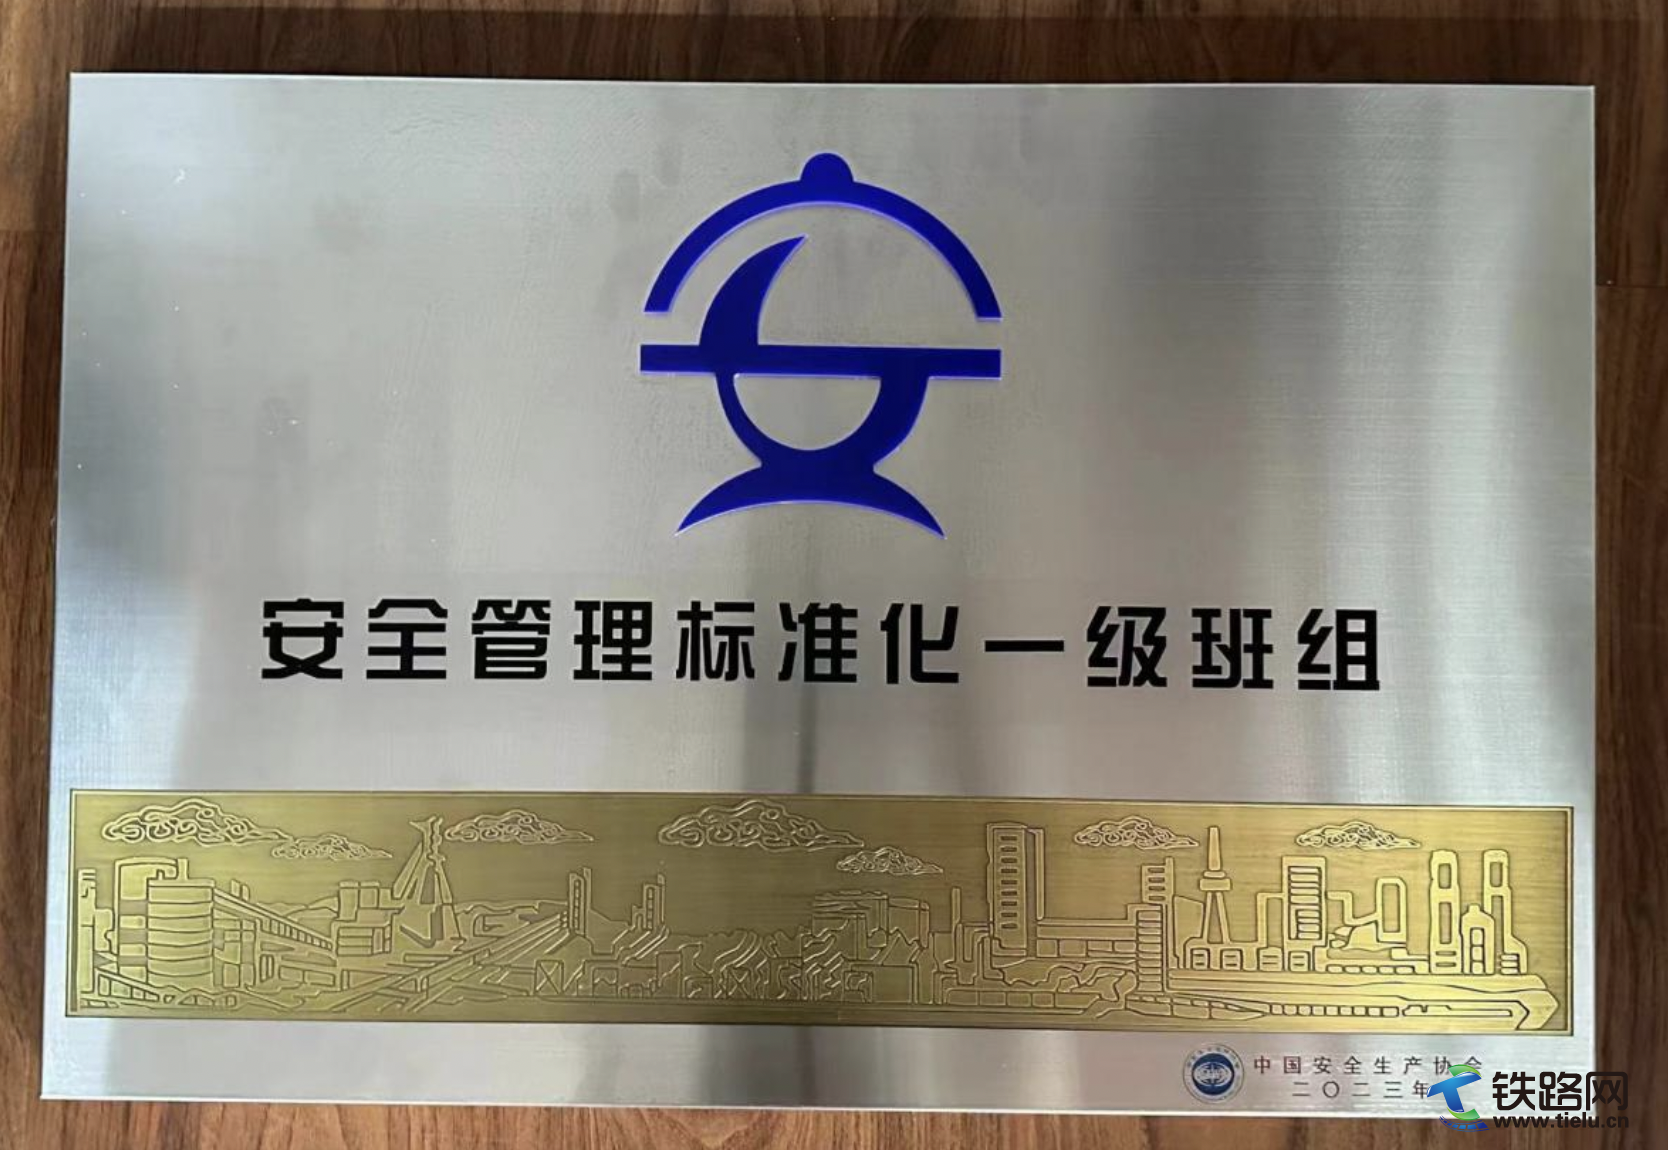 安全管理标准化一级班组
中国安全生产协会
二〇二三年
铁路网
www.tielu.cn